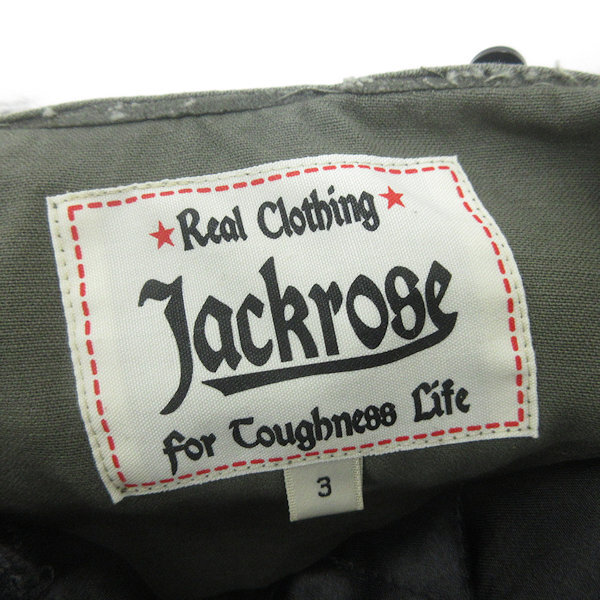 Real Clothing
Jackrose
for Toughness Life
3